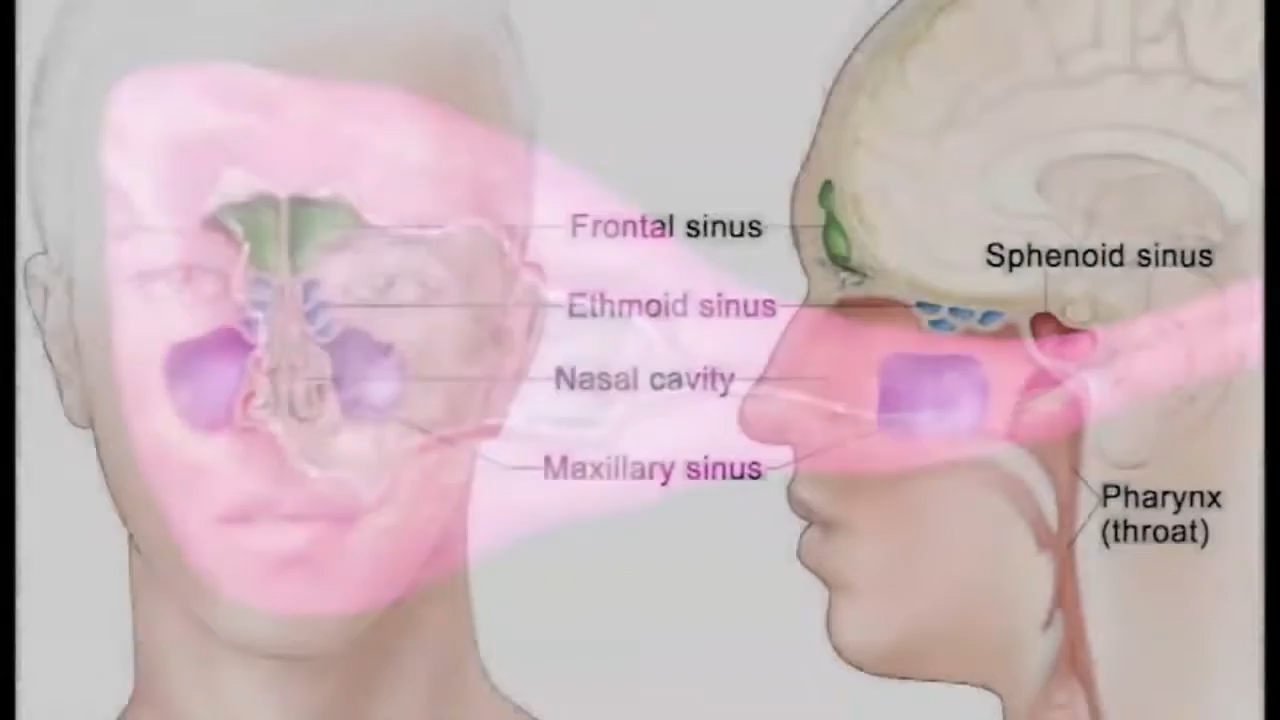 Frontal sinus
Sphenoid sinus
Ethmoid sinus
Nasal cavity
Maxillary sinus
Pharynx
(throat)